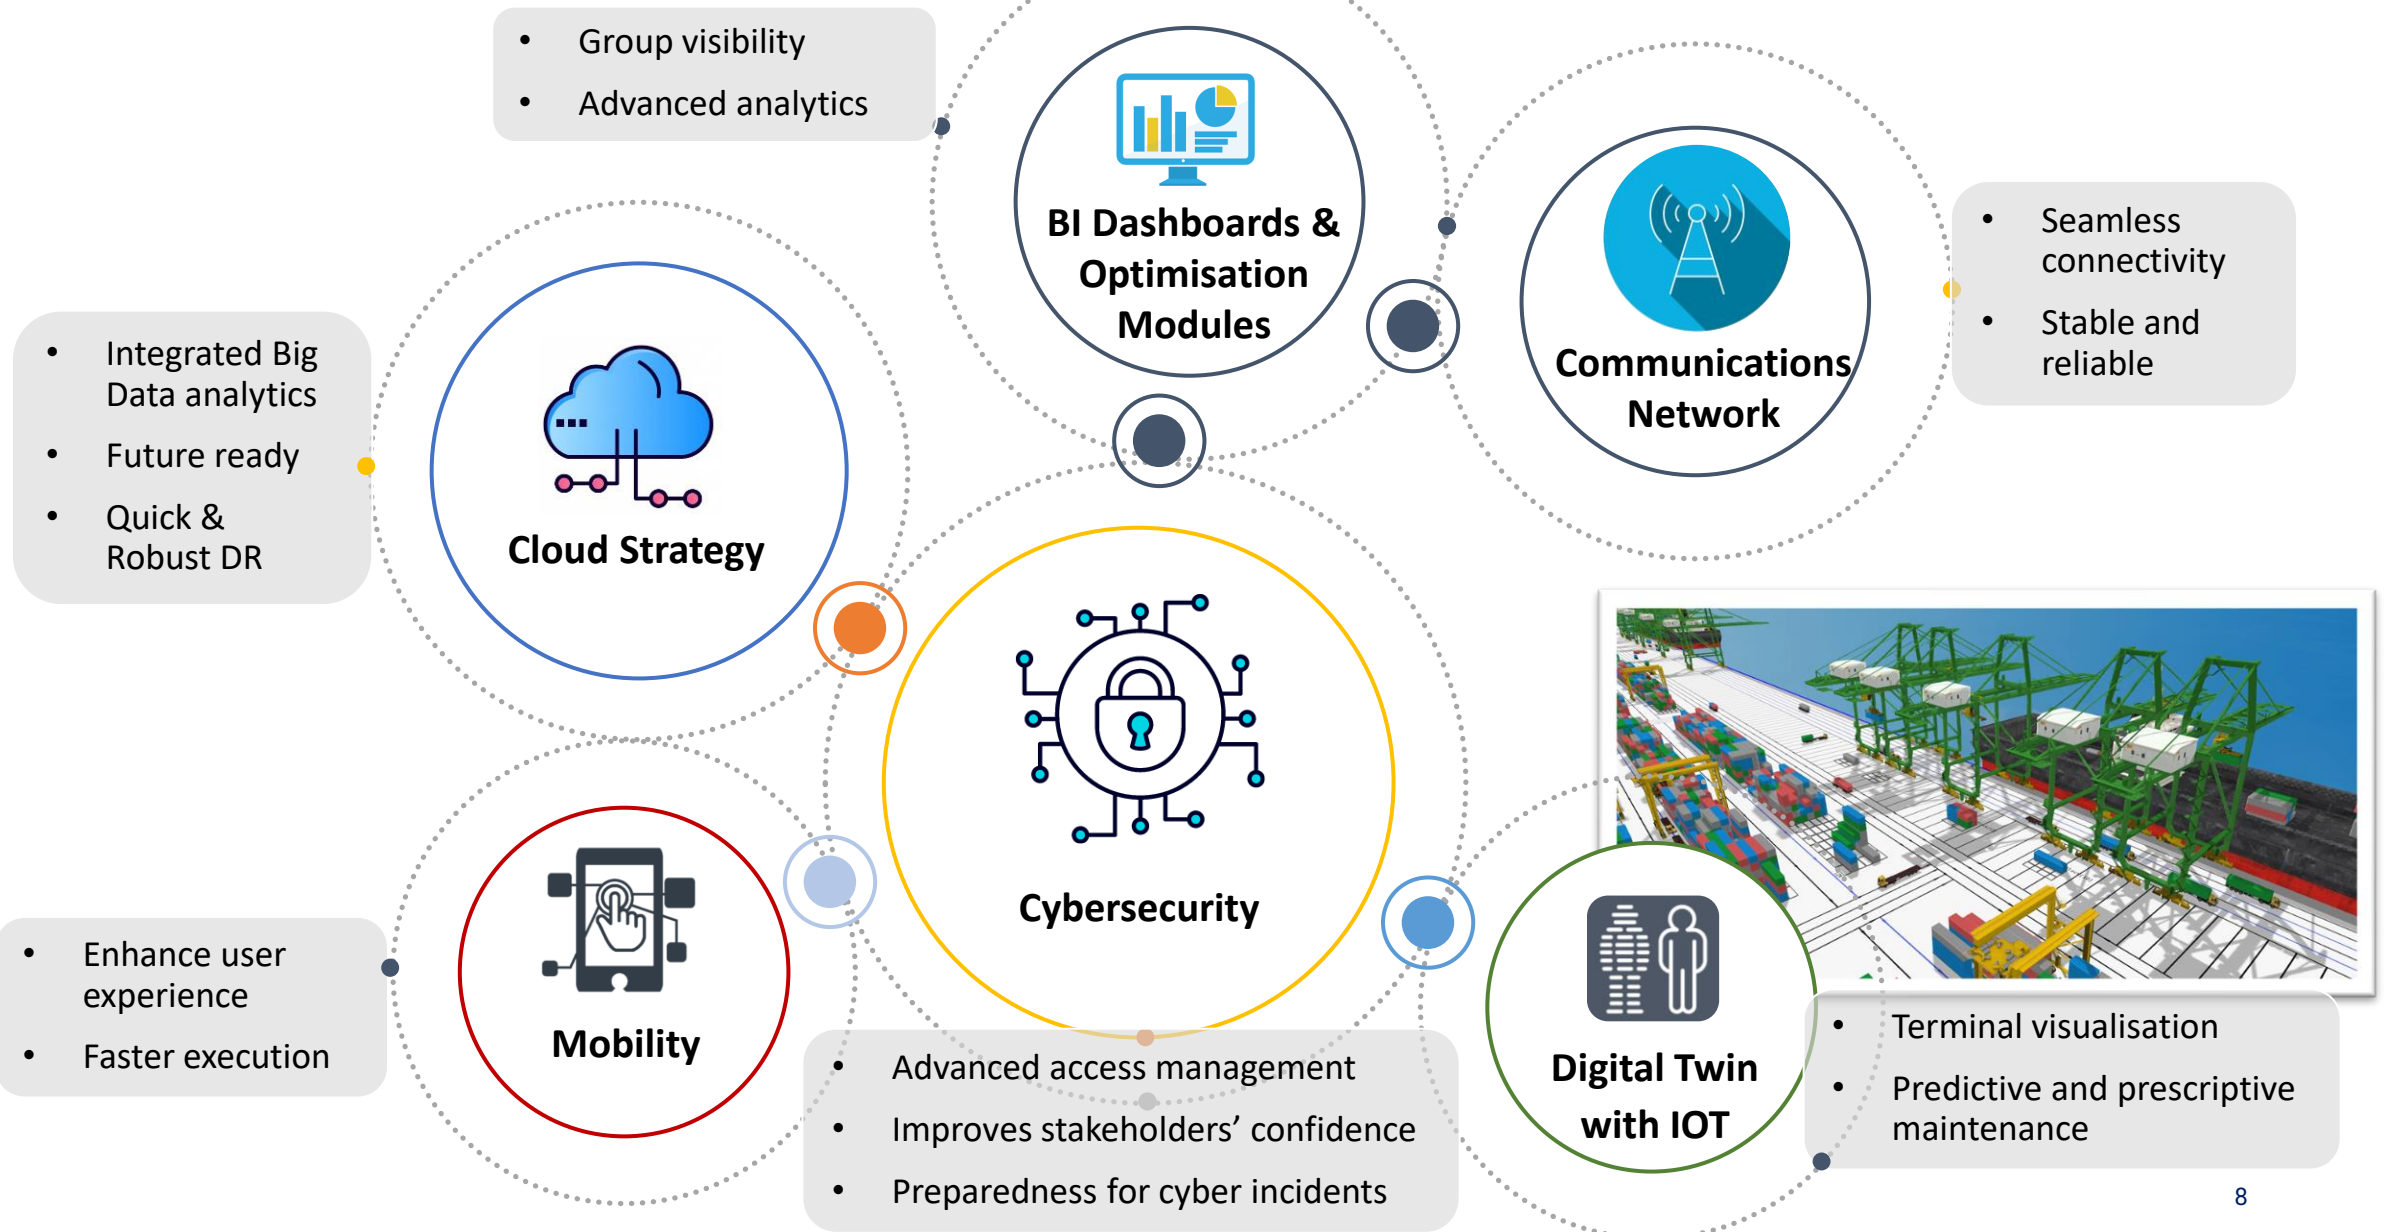 • Group visibility
• Advanced analytics
BI Dashboards &
Optimisation
Modules
Communications
Network
• Seamless
connectivity
• Stable and
reliable
• Integrated Big
Data analytics
• Future ready
• Quick &
Robust DR
Cloud Strategy
Cybersecurity
• Advanced access management
• Improves stakeholders’ confidence
• Preparedness for cyber incidents
• Enhance user
experience
• Faster execution
Mobility
Digital Twin
with IOT
• Terminal visualisation
• Predictive and prescriptive
maintenance
8